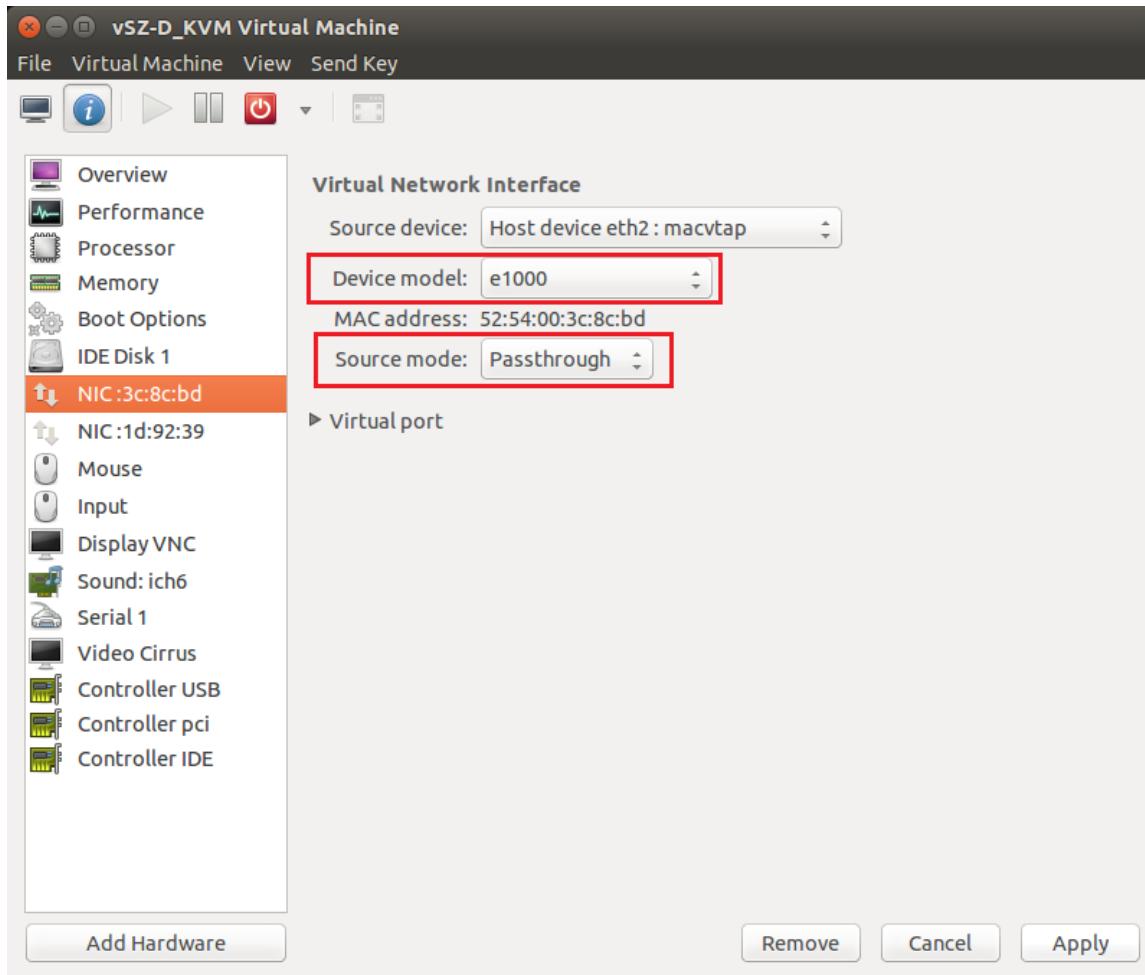 vSZ-D_KVM Virtual Machine
File Virtual Machine View Send Key
Overview
Performance
Processor
Memory
Boot Options
IDE Disk 1
NIC :3c:8c:bd
NIC :1d:92:39
Mouse
Input
Display VNC
Sound: ich6
Serial 1
Video Cirrus
Controller USB
Controller pci
Controller IDE
Add Hardware
Virtual Network Interface
Source device: Host device eth2 : macvtap
Device model: e1000
MAC address: 52:54:00:3c:8c:bd
Source mode: Passthrough
Virtual port
Remove Cancel Apply